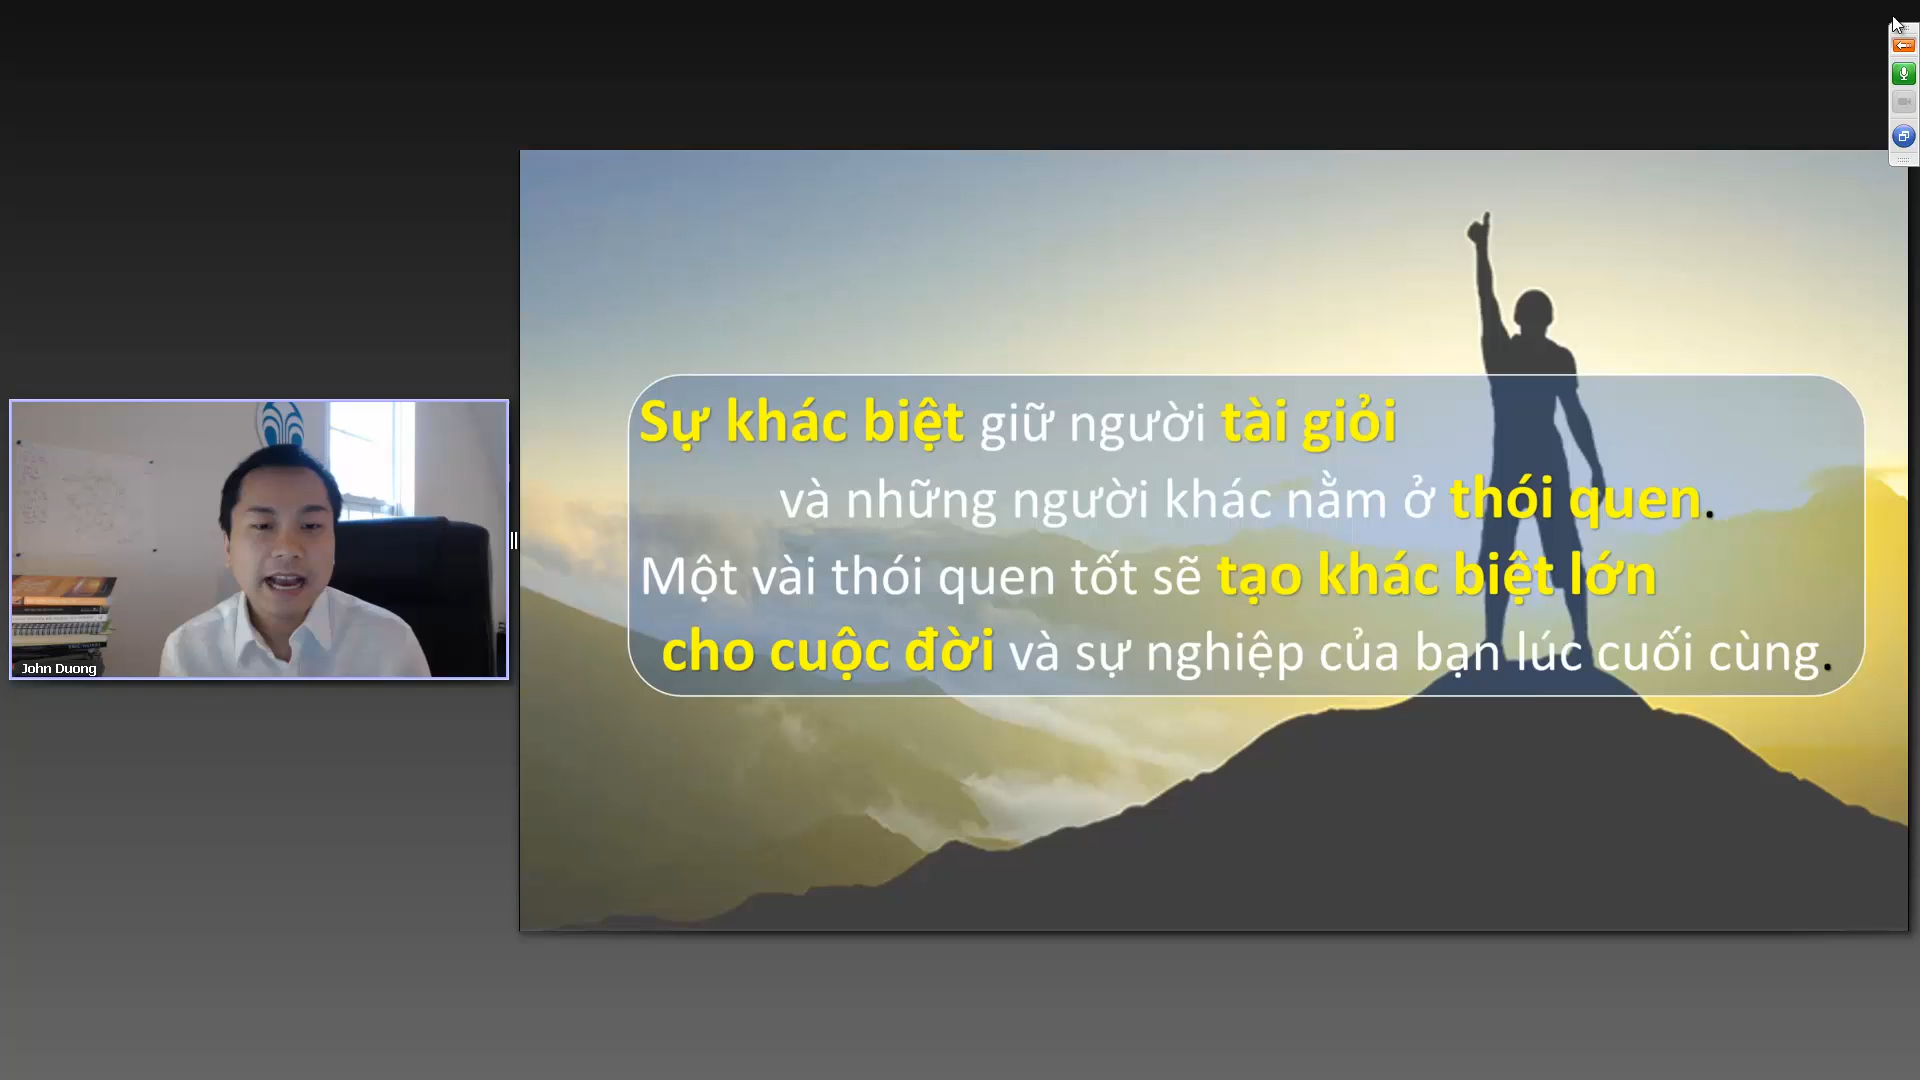 Sự khác biệt giữ người tài giỏi
và những người khác nằm ở thói quen.
Một vài thói quen tốt sẽ tạo khác biệt lớn
cho cuộc đời và sự nghiệp của bạn lúc cuối cùng.
John Duong